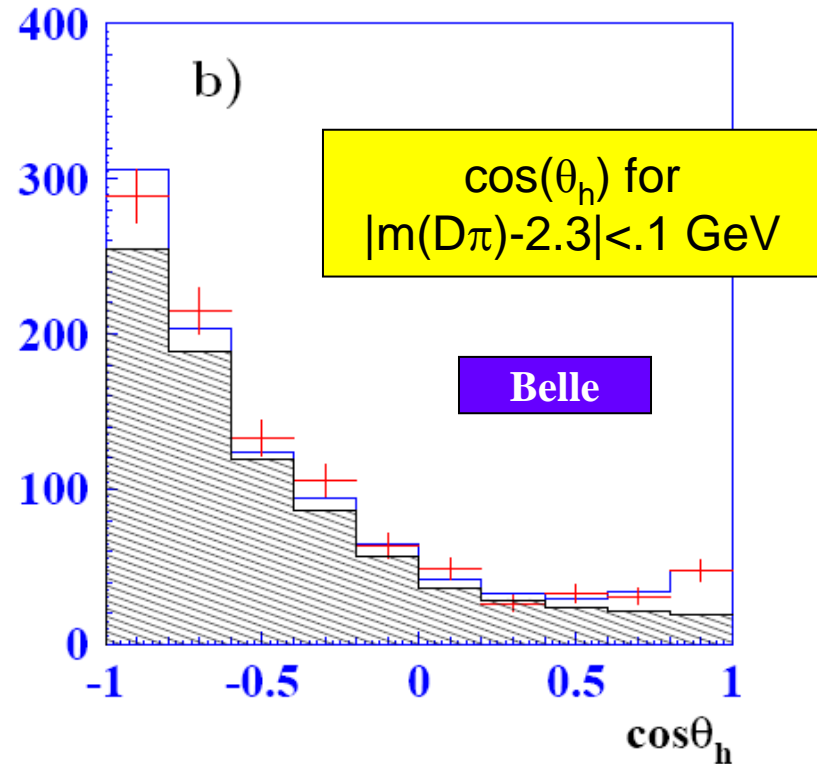 400
b)
cos(θh) for
|m(Dπ)-2.3|<.1 GeV
300
200
Belle
100
0
-1 -0.5 0 0.5 1
cosθh